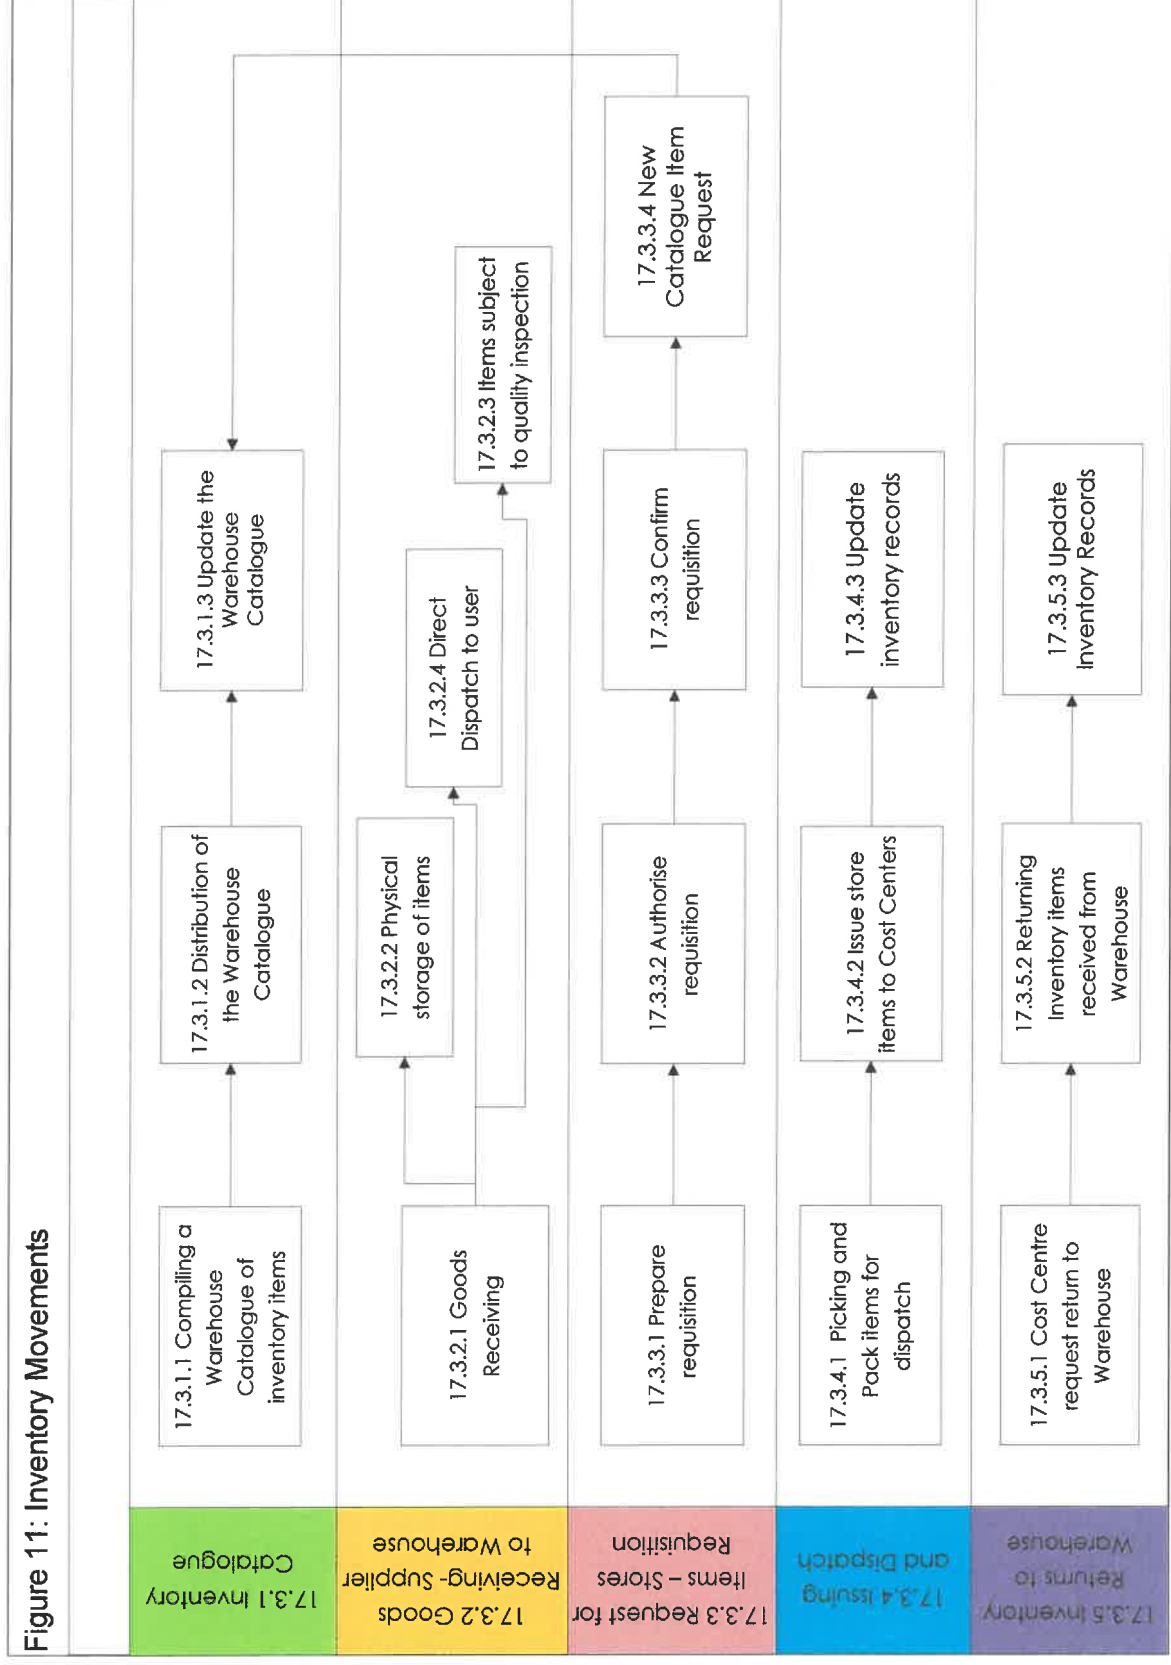 Figure 11: Inventory Movements
17.3.1 Inventory
Catalogue
17.3.1.1 Compiling a
Warehouse
Catalogue of
inventory items
17.3.1.2 Distribution of
the Warehouse
Catalogue
17.3.1.3 Update the
Warehouse
Catalogue
17.3.2 Goods
Receiving -Supplier
to Warehouse
17.3.2.1 Goods
Receiving
17.3.2.2 Physical
storage of items
17.3.2.4 Direct
Dispatch to user
17.3.2.3 Items subject
to quality inspection
17.3.3 Request for
Items – Stores
Requisition
17.3.3.1 Prepare
requisition
17.3.3.2 Authorise
requisition
17.3.3.3 Confirm
requisition
17.3.3.4 New
Catalogue Item
Request
17.3.4 Issuing
and Dispatch
17.3.4.1 Picking and
Pack items for
dispatch
17.3.4.2 Issue store
items to Cost Centers
17.3.4.3 Update
inventory records
17.3.5 Inventory
Returns to
Warehouse
17.3.5.1 Cost Centre
request return to
Warehouse
17.3.5.2 Returning
Inventory items
received from
Warehouse
17.3.5.3 Update
Inventory Records